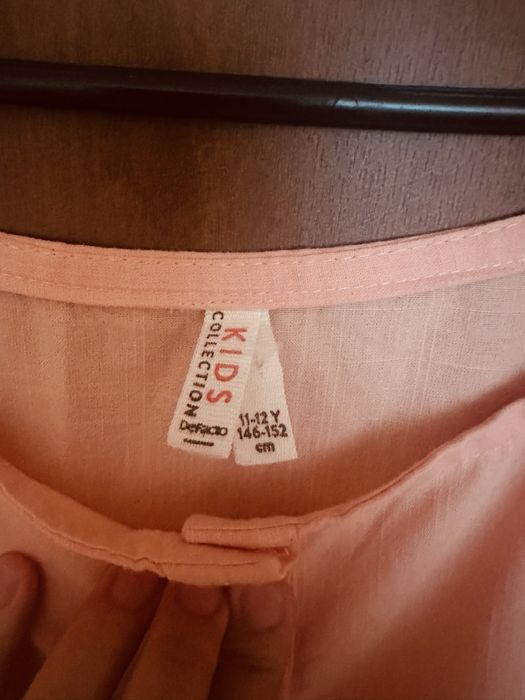 KIDS
COLLECTION
DeFacto
11-12 Y
146-152
cm